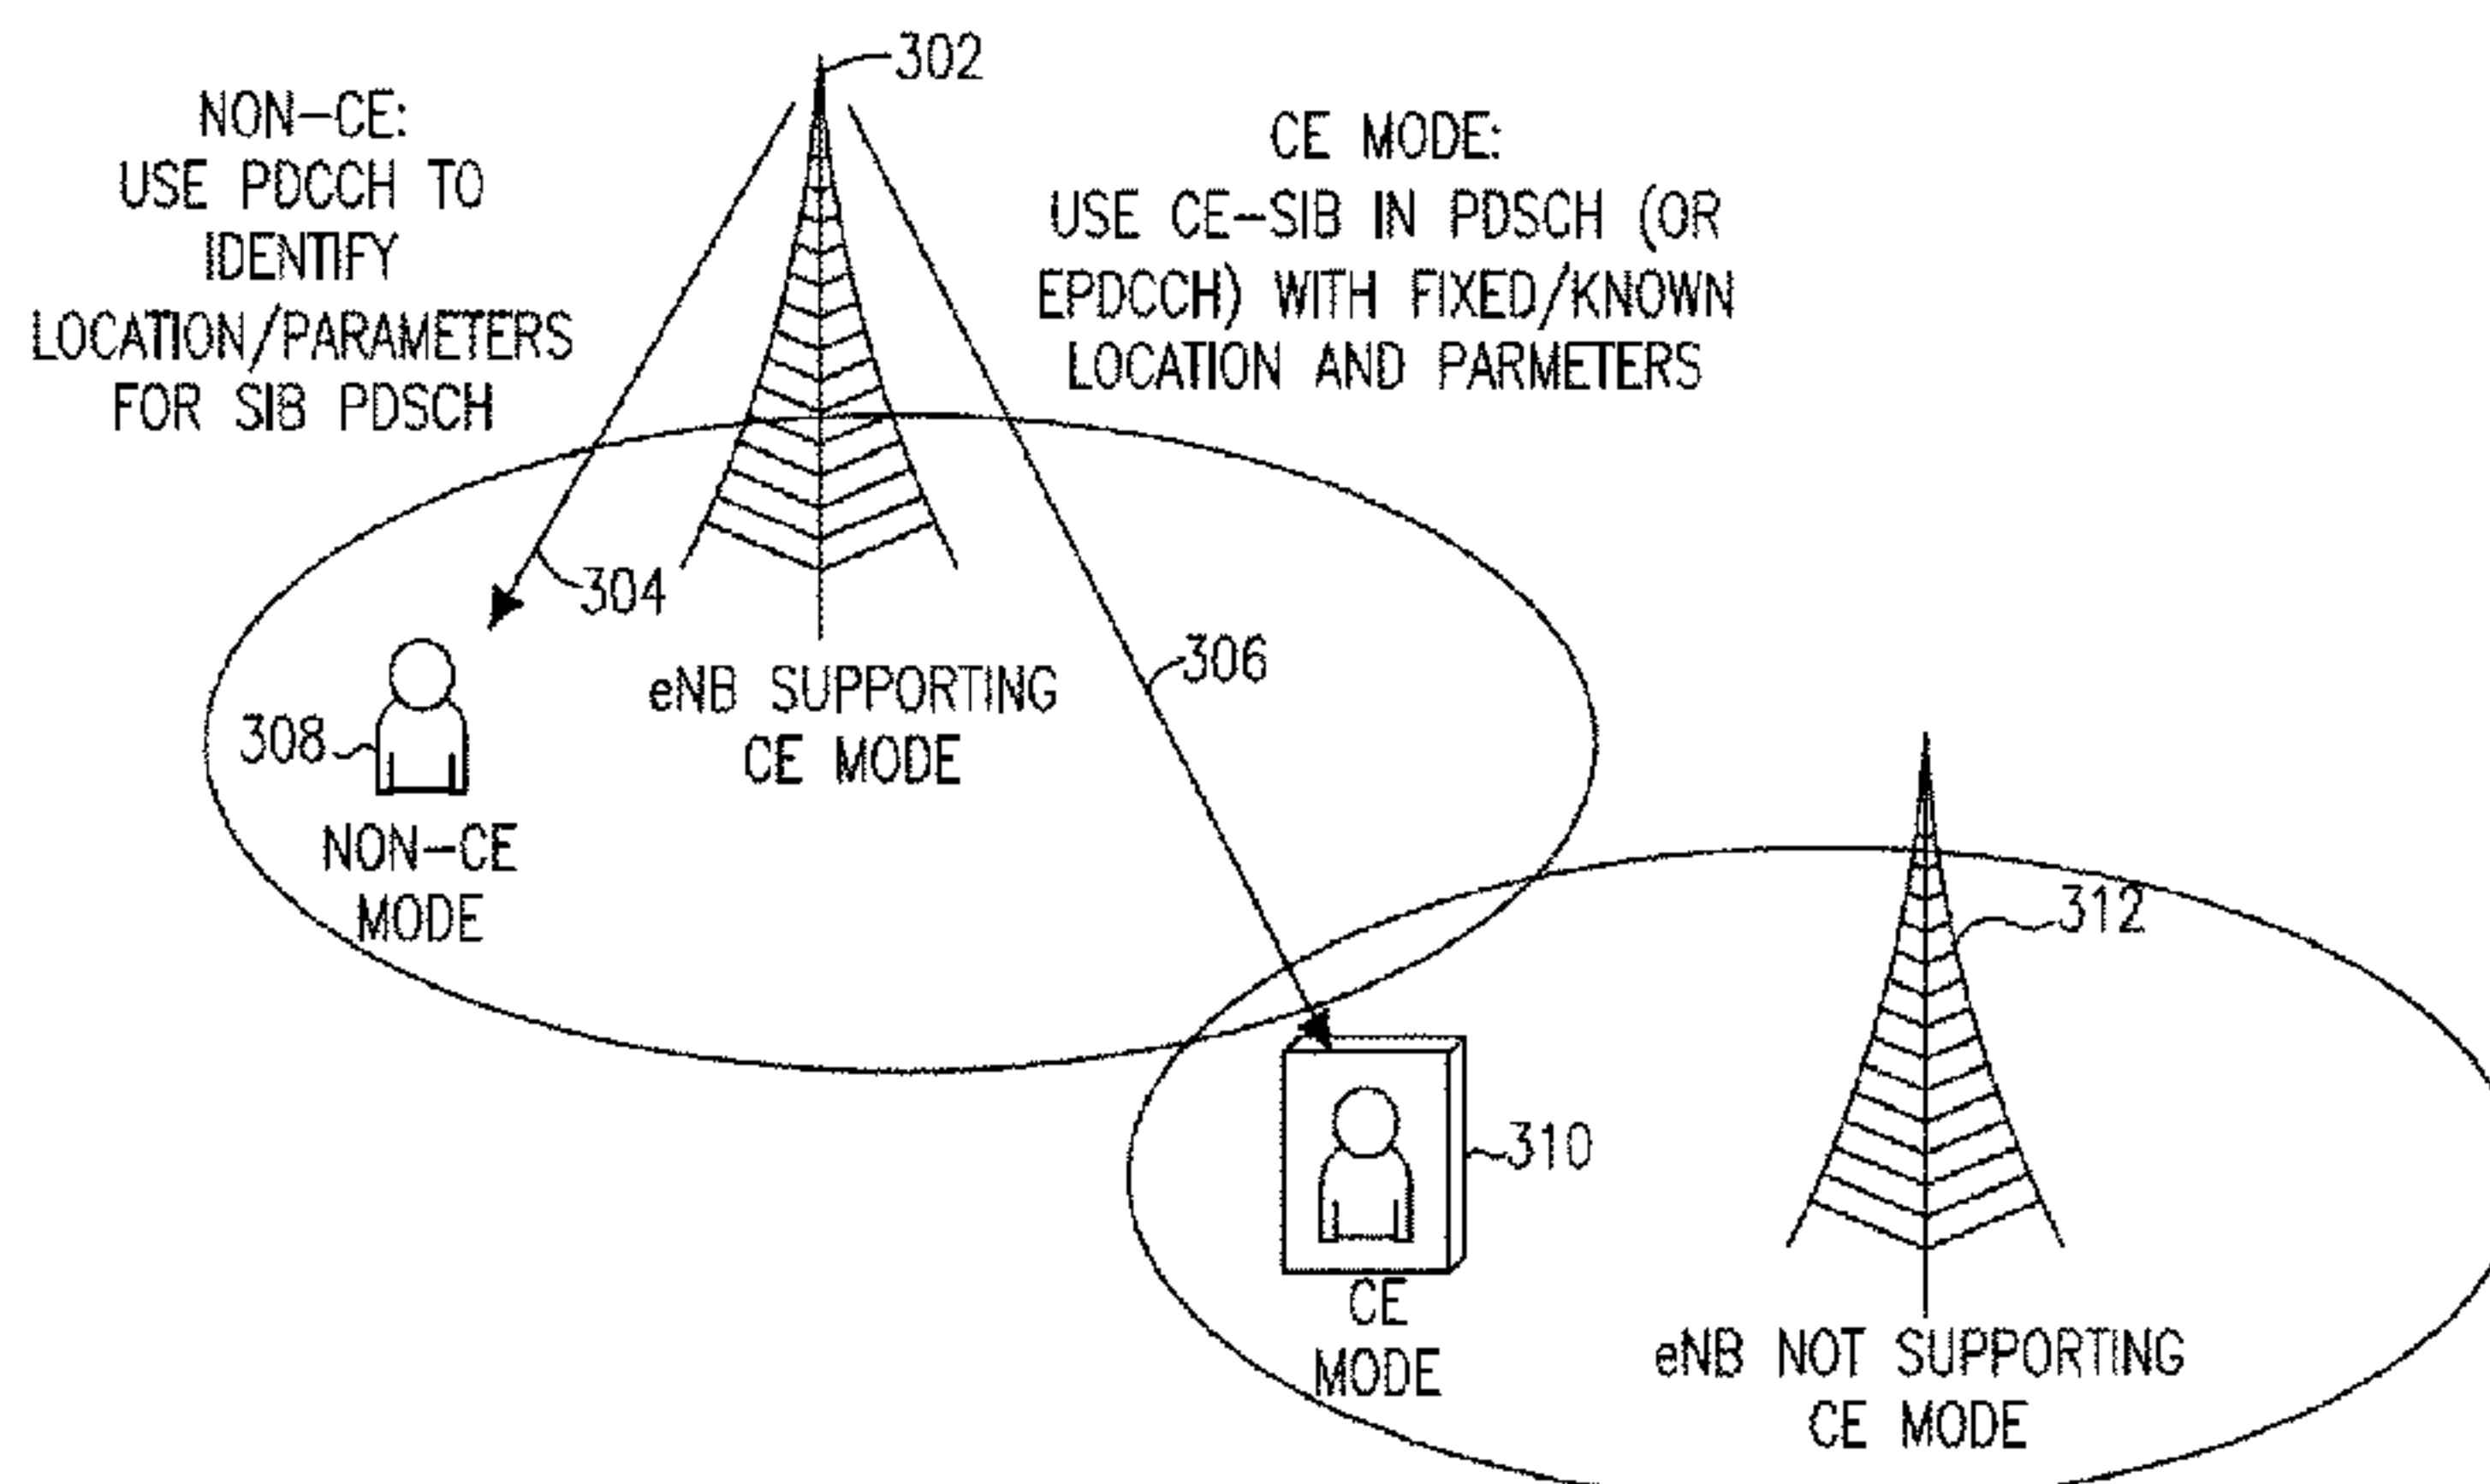 302
NON-CE:
USE PDCCH TO
IDENTIFY
LOCATION/PARAMETERS
FOR SIB PDSCH
CE MODE:
USE CE-SIB IN PDSCH (OR
EPDCCH) WITH FIXED/KNOWN
LOCATION AND PARMETERS
304
306
eNB SUPPORTING
CE MODE
308
NON-CE
MODE
312
310
CE
MODE
eNB NOT SUPPORTING
CE MODE